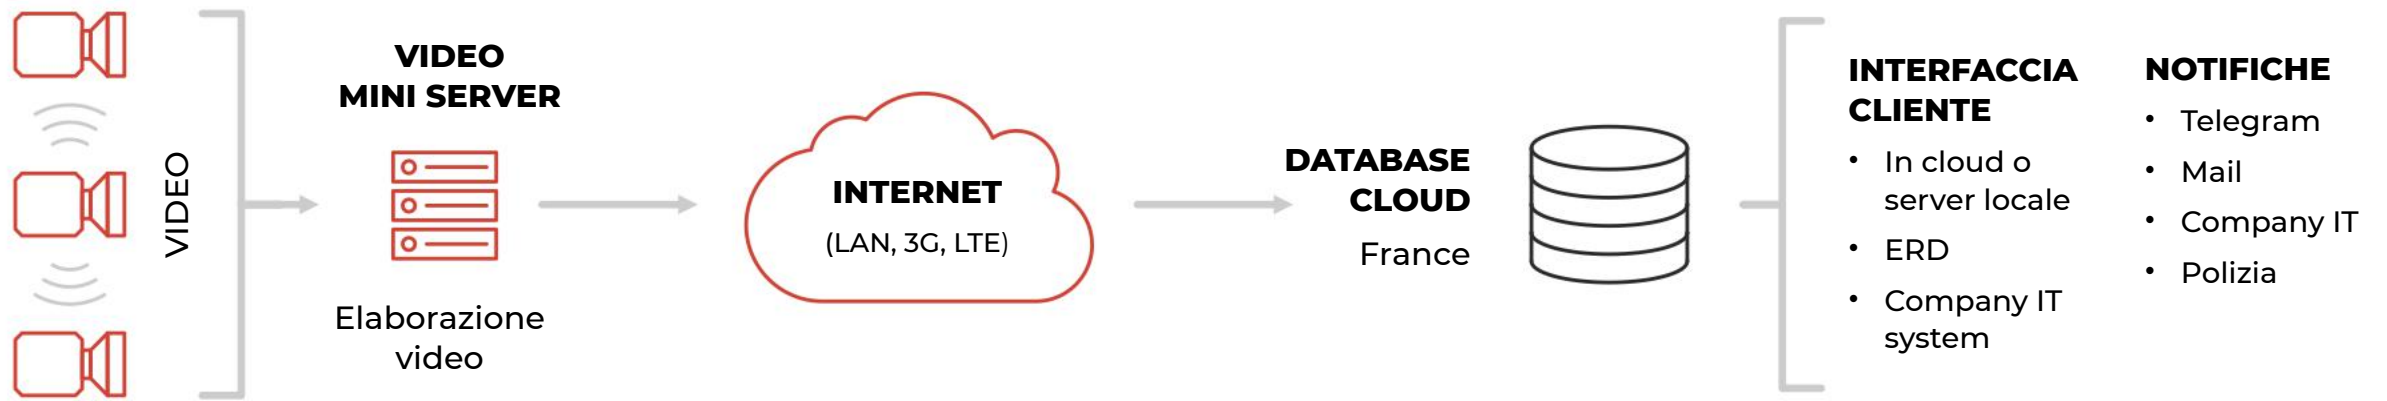 VIDEO
VIDEO
MINI SERVER
Elaborazione
video
INTERNET
(LAN, 3G, LTE)
DATABASE
CLOUD
France
INTERFACCIA
CLIENTE
• In cloud o
server locale
• ERD
• Company IT
system
NOTIFICHE
• Telegram
• Mail
• Company IT
• Polizia